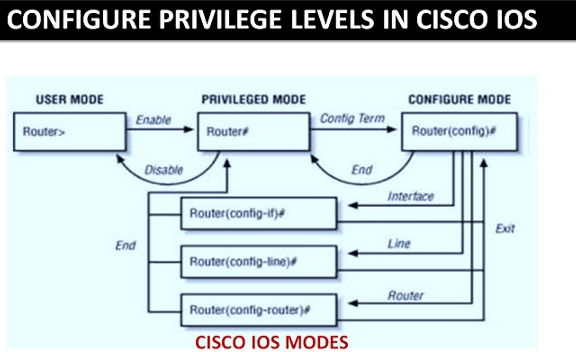 CONFIGURE PRIVILEGE LEVELS IN CISCO IOS
USER MODE
PRIVILEGED MODE
CONFIGURE MODE
Router>
Enable
Router#
Config Term
Router(config)#
Disable
End
Interface
Router(config-if)#
Exit
End
Line
Router(config-line)#
Router
Router(config-router)#
CISCO IOS MODES